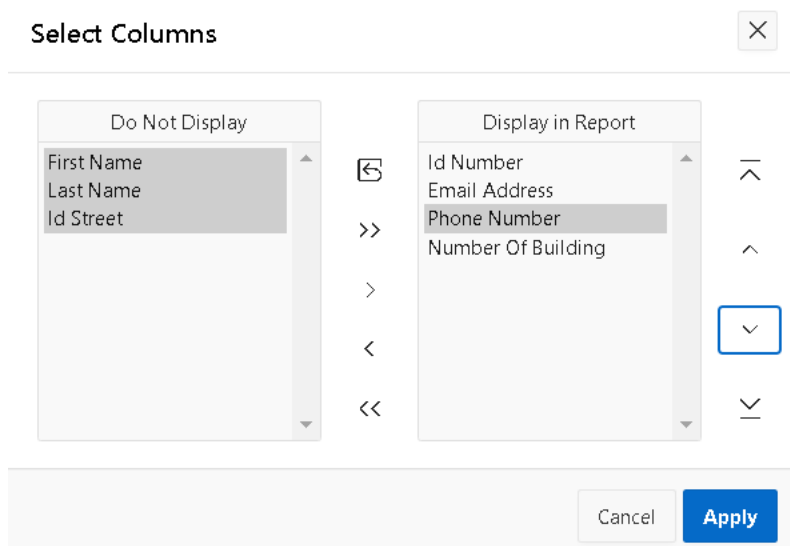 Select Columns
Do Not Display
First Name
Last Name
Id Street
Display in Report
Id Number
Email Address
Phone Number
Number Of Building
Cancel
Apply